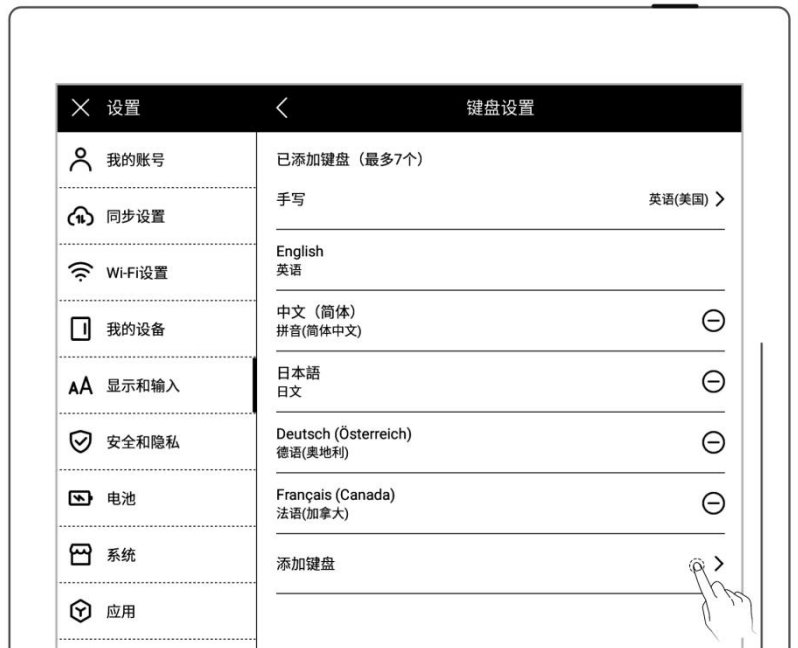 设置
我的账号
同步设置
Wi-Fi设置
我的设备
显示和输入
安全和隐私
电池
系统
应用
键盘设置
已添加键盘（最多7个）
手写 英语(美国)
English
英语
中文（简体）
拼音(简体中文)
日本語
日文
Deutsch (Österreich)
德语(奥地利)
Français (Canada)
法语(加拿大)
添加键盘